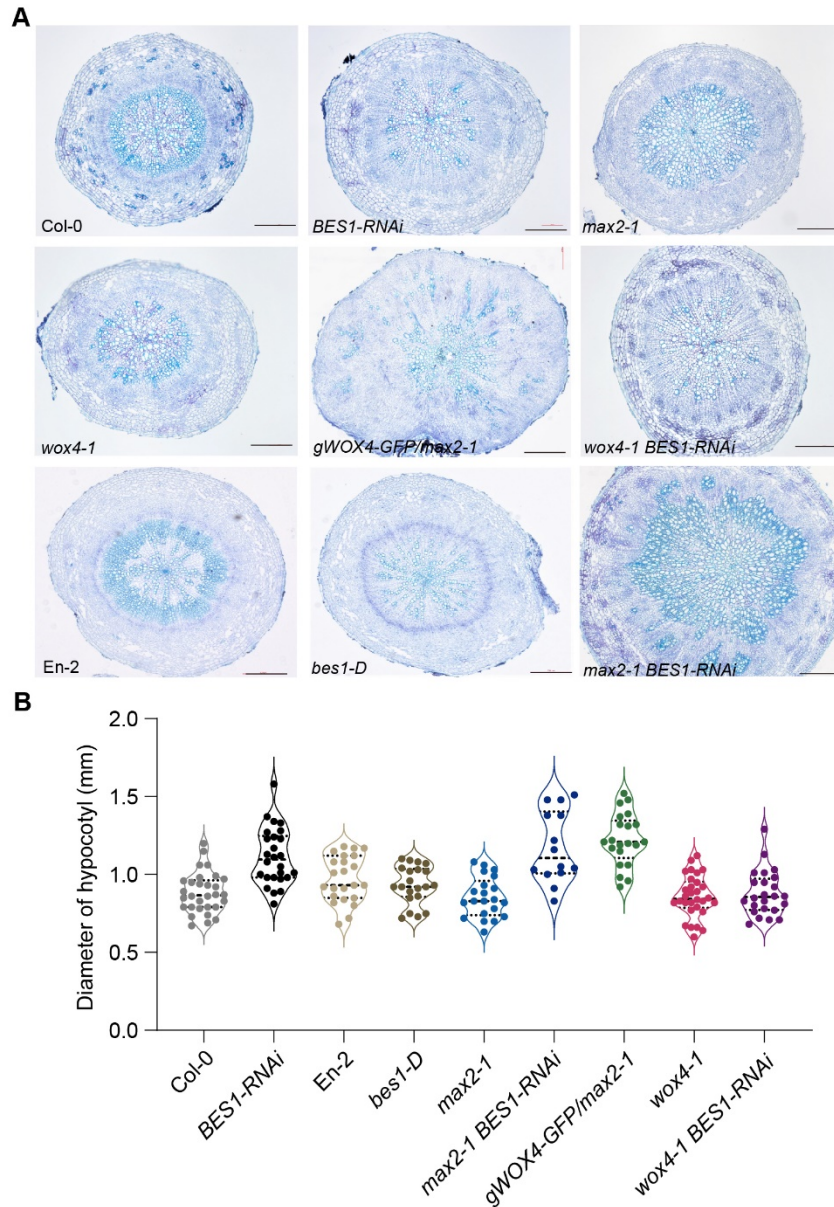 A
Col-0
BES1-RNAi
max2-1
wox4-1
gWOX4-GFP/max2-1
wox4-1 BES1-RNAi
En-2
bes1-D
max2-1 BES1-RNAi
B
Diameter of hypocotyl (mm)
2.0
1.5
1.0
0.5
0.0
Col-0
BES1-RNAi
En-2
bes1-D
max2-1
max2-1 BES1-RNAi
gWOX4-GFP/max2-1
wox4-1
wox4-1 BES1-RNAi